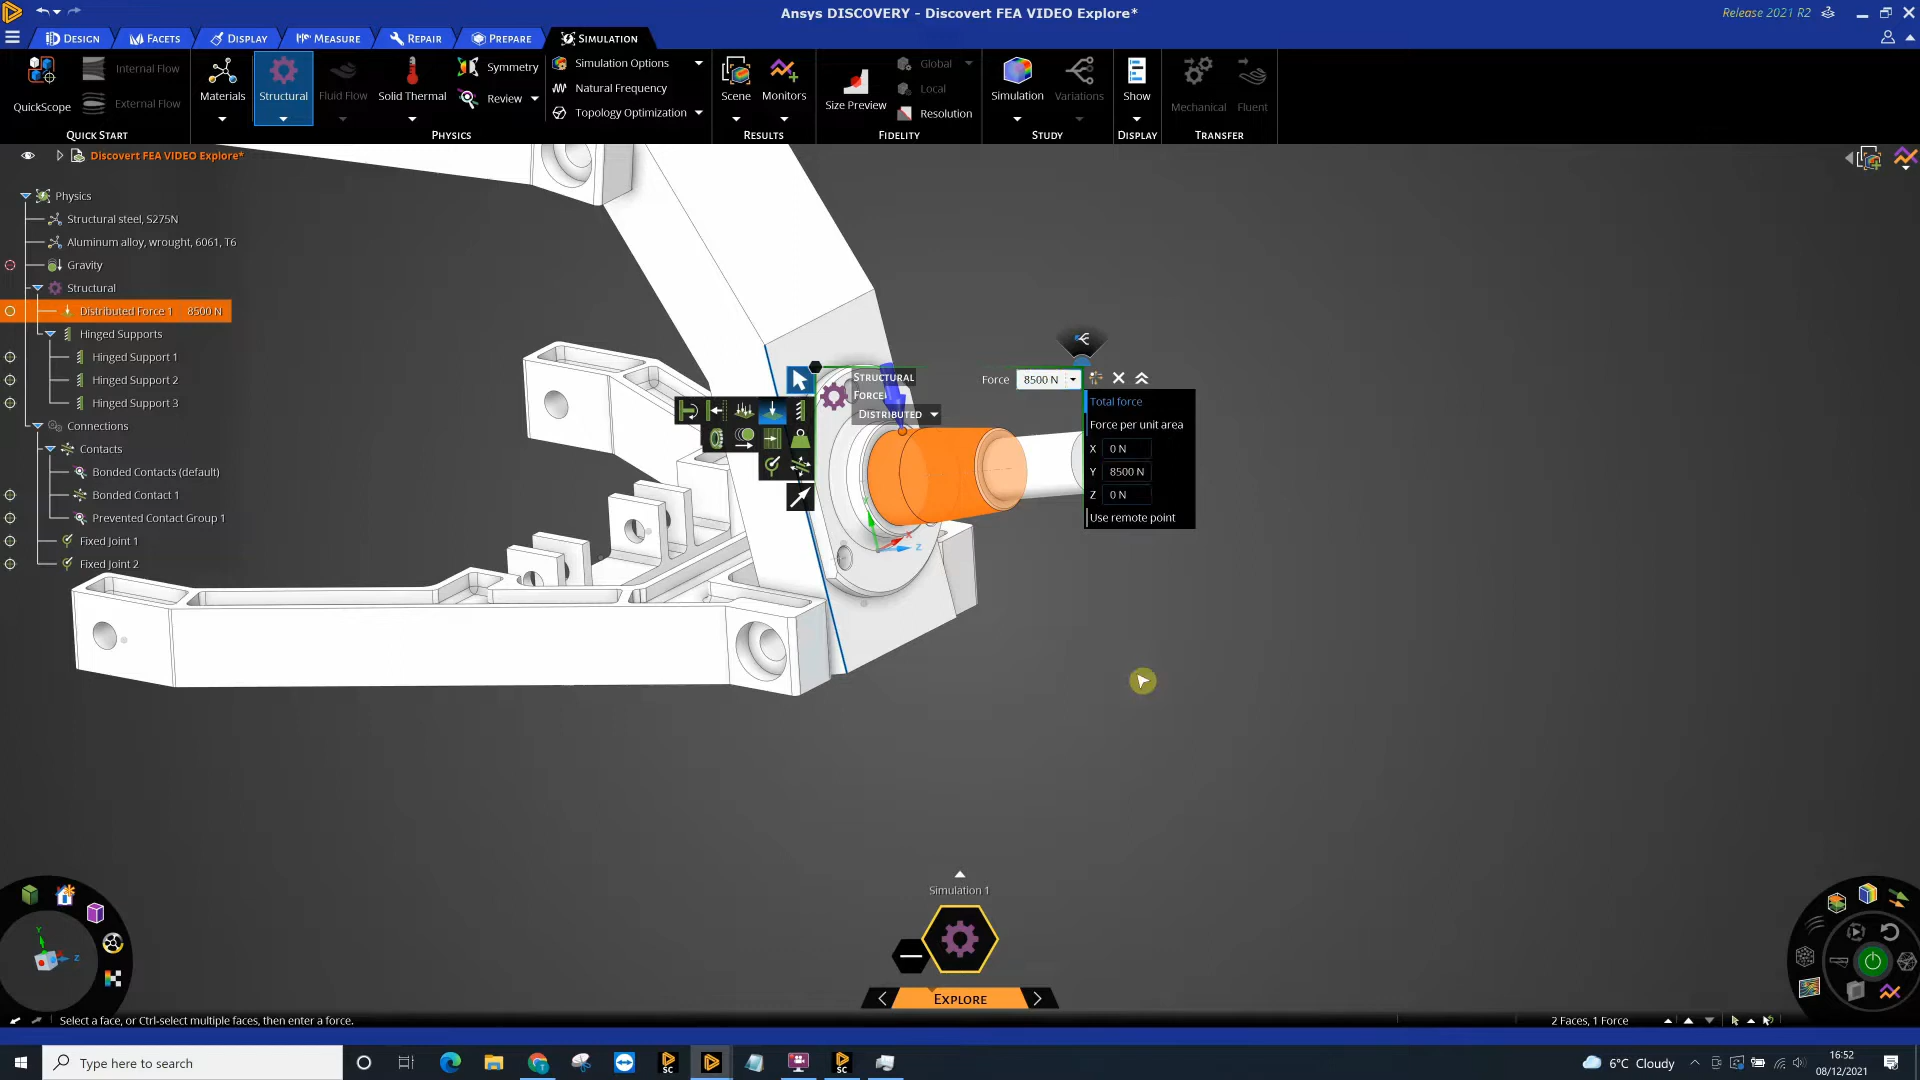 Ansys DISCOVERY - Discovert FEA VIDEO Explore*
Release 2021 R2
DESIGN
FACETS
DISPLAY
MEASURE
REPAIR
PREPARE
SIMULATION
QuickScope
Internal Flow
External Flow
QUICK START
Materials
Structural
Fluid Flow
Solid Thermal
Symmetry
Review
PHYSICS
Simulation Options
Natural Frequency
Topology Optimization
Scene
Monitors
RESULTS
Size Preview
Global
Local
Resolution
FIDELITY
Simulation
Variations
STUDY
Show
DISPLAY
Mechanical
Fluent
TRANSFER
Discovert FEA VIDEO Explore*
Physics
Structural steel, S275N
Aluminum alloy, wrought, 6061, T6
Gravity
Structural
Distributed Force 1 8500 N
Hinged Supports
Hinged Support 1
Hinged Support 2
Hinged Support 3
Connections
Contacts
Bonded Contacts (default)
Bonded Contact 1
Prevented Contact Group 1
Fixed Joint 1
Fixed Joint 2
STRUCTURAL
FORCE
DISTRIBUTED
Force 8500 N
Total force
Force per unit area
X 0 N
Y 8500 N
Z 0 N
Use remote point
Z
Simulation 1
EXPLORE
Y
Z
Select a face, or Ctrl-select multiple faces, then enter a force.
2 Faces, 1 Force
Type here to search
SC
SC
6°C Cloudy
16:52
08/12/2021